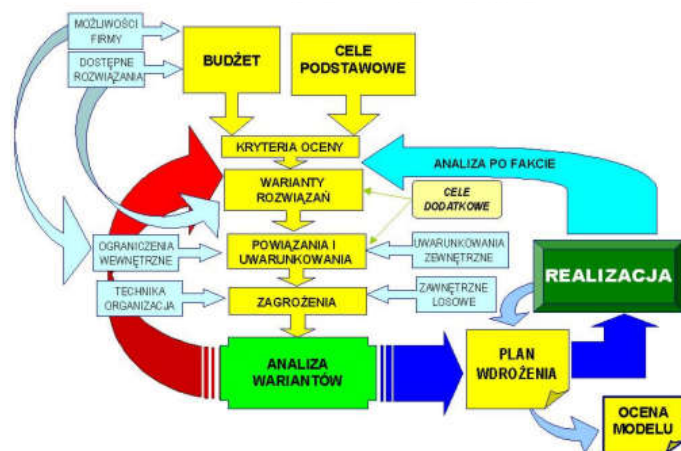 MOŻLIWOŚCI
FIRMY
DOSTĘPNE
ROZWIĄZANIA
BUDŻET
CELE
PODSTAWOWE
KRYTERIA OCENY
ANALIZA PO FAKCIE
WARIANTY
ROZWIĄZAŃ
CELE
DODATKOWE
OGRANICZENIA
WEWNĘTRZNE
POWIĄZANIA I
UWARUNKOWANIA
UWARUNKOWANIA
ZEWNĘTRZNE
REALIZACJA
TECHNIKA
ORGANIZACJA
ZAGROŻENIA
ZAWNĘTRZNE
LOSOWE
ANALIZA
WARIANTÓW
PLAN
WDROŻENIA
OCENA
MODELU